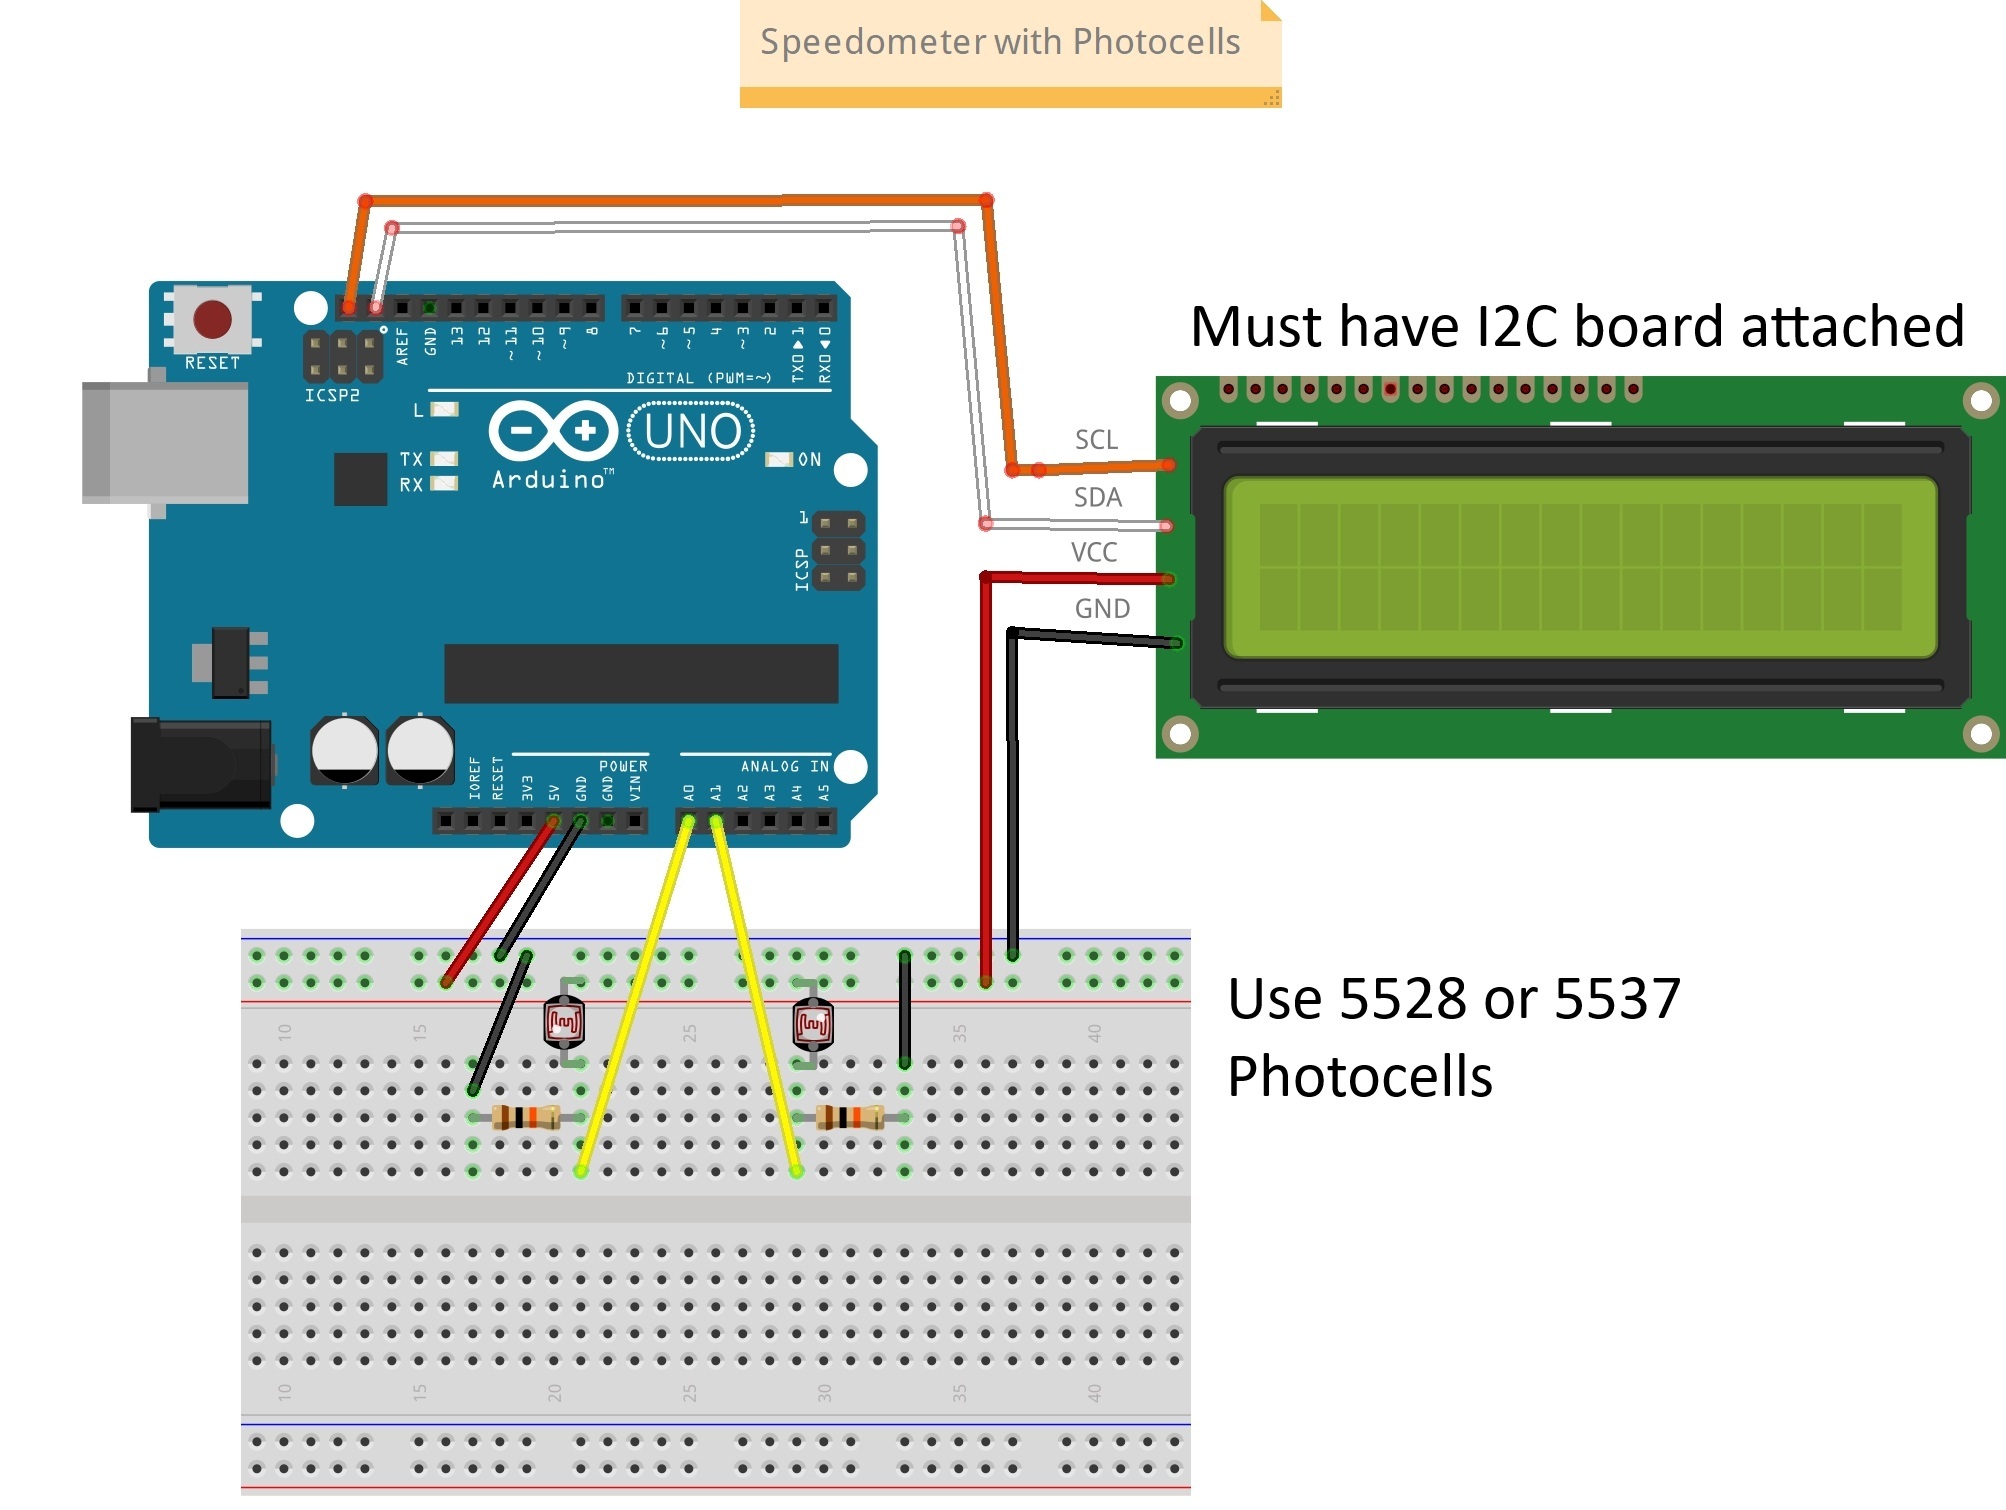 Speedometer with Photocells
Must have I2C board attached
RESET
ICSP2
AREF
GND
13
12
~11
~10
~9
8
7
~6
~5
4
~3
2
TX0▶1
RX0◀0
DIGITAL (PWM=~)
L
TX
RX
UNO
Arduino™
ON
1
ICSP
SCL
SDA
VCC
GND
POWER
ANALOG IN
IOREF
RESET
3V3
5V
GND
GND
VIN
A0
A1
A2
A3
A4
A5
Use 5528 or 5537
Photocells
10
15
25
35
40
10
15
20
25
30
35
40